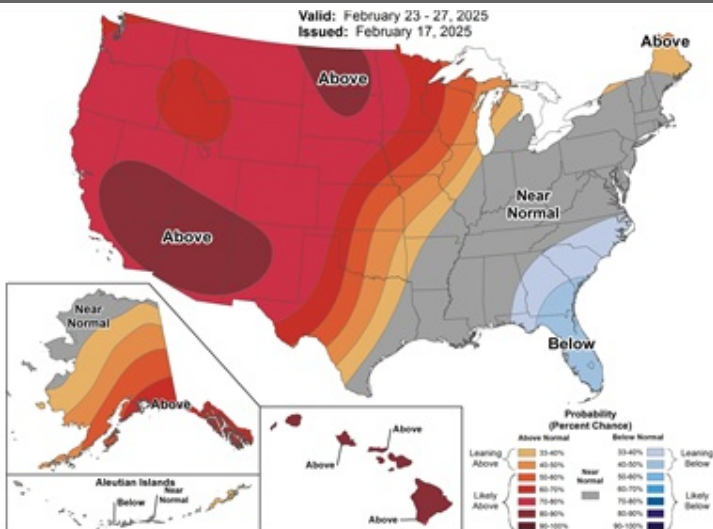 Valid: February 23 - 27, 2025
Issued: February 17, 2025
Above
Above
Near
Normal
Above
Below
Near
Normal
Above
Aleutian Islands
Below
Near
Normal
Above
Above
Above
Probability
(Percent Chance)
Above Normal
Below Normal
Leaning
Above
33-40%
40-50%
Likely
Above
50-60%
60-70%
70-80%
80-90%
90-100%
Near
Normal
33-40%
40-50%
Leaning
Below
50-60%
60-70%
70-80%
80-90%
90-100%
Likely
Below